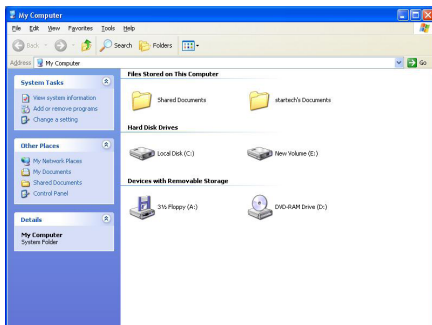 My Computer
File Edit View Favorites Tools Help
Back Search Folders
Address My Computer Go
System Tasks
View system information
Add or remove programs
Change a setting
Other Places
My Network Places
My Documents
Shared Documents
Control Panel
Details
My Computer
System Folder
Files Stored on This Computer
Shared Documents startech's Documents
Hard Disk Drives
Local Disk (C:) New Volume (E:)
Devices with Removable Storage
3½ Floppy (A:) DVD-RAM Drive (D:)